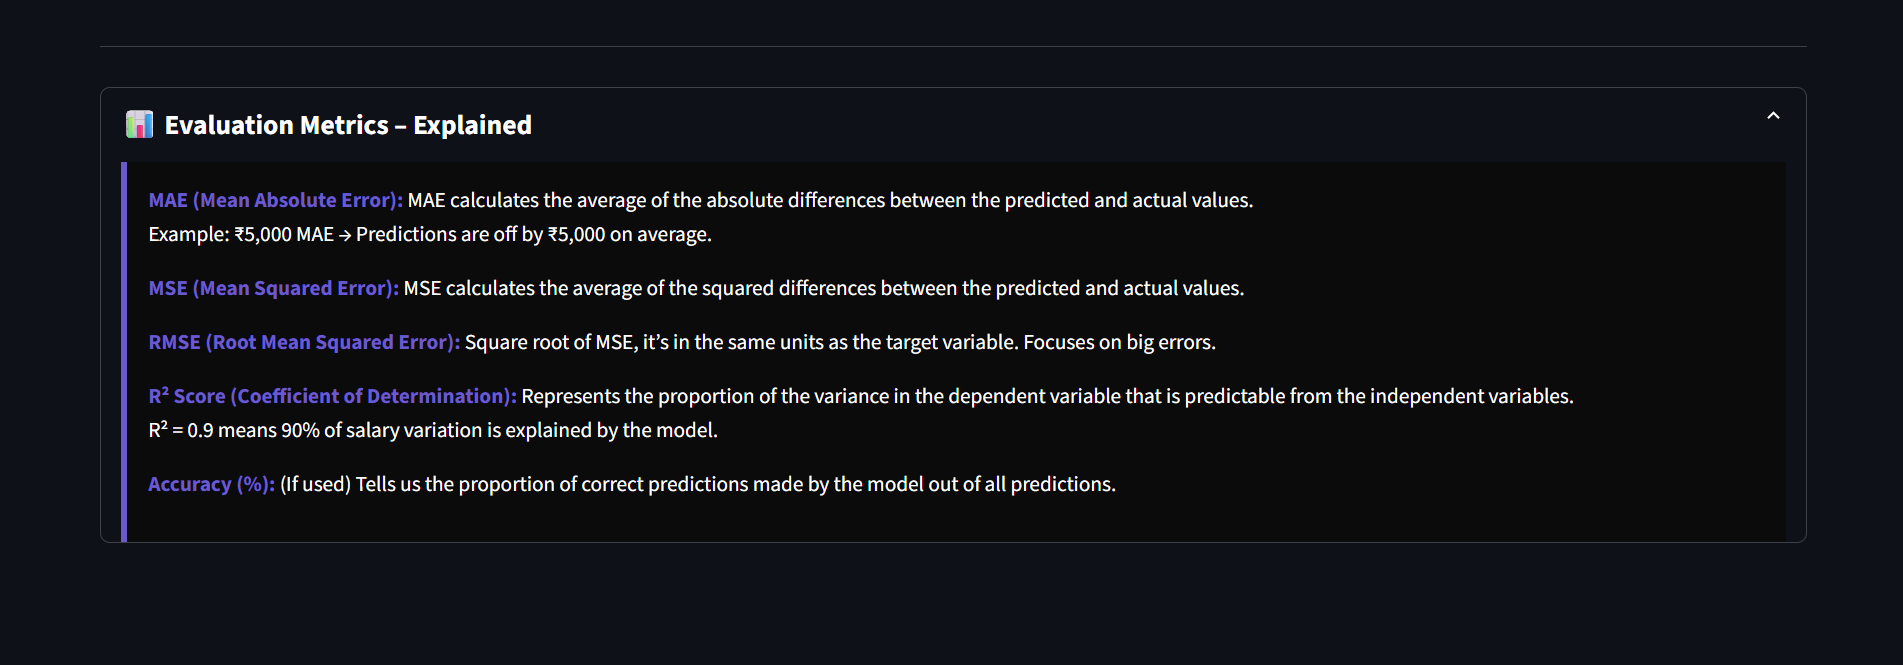 📊 Evaluation Metrics – Explained
MAE (Mean Absolute Error): MAE calculates the average of the absolute differences between the predicted and actual values.
Example: ₹5,000 MAE → Predictions are off by ₹5,000 on average.
MSE (Mean Squared Error): MSE calculates the average of the squared differences between the predicted and actual values.
RMSE (Root Mean Squared Error): Square root of MSE, it’s in the same units as the target variable. Focuses on big errors.
R² Score (Coefficient of Determination): Represents the proportion of the variance in the dependent variable that is predictable from the independent variables.
R² = 0.9 means 90% of salary variation is explained by the model.
Accuracy (%): (If used) Tells us the proportion of correct predictions made by the model out of all predictions.